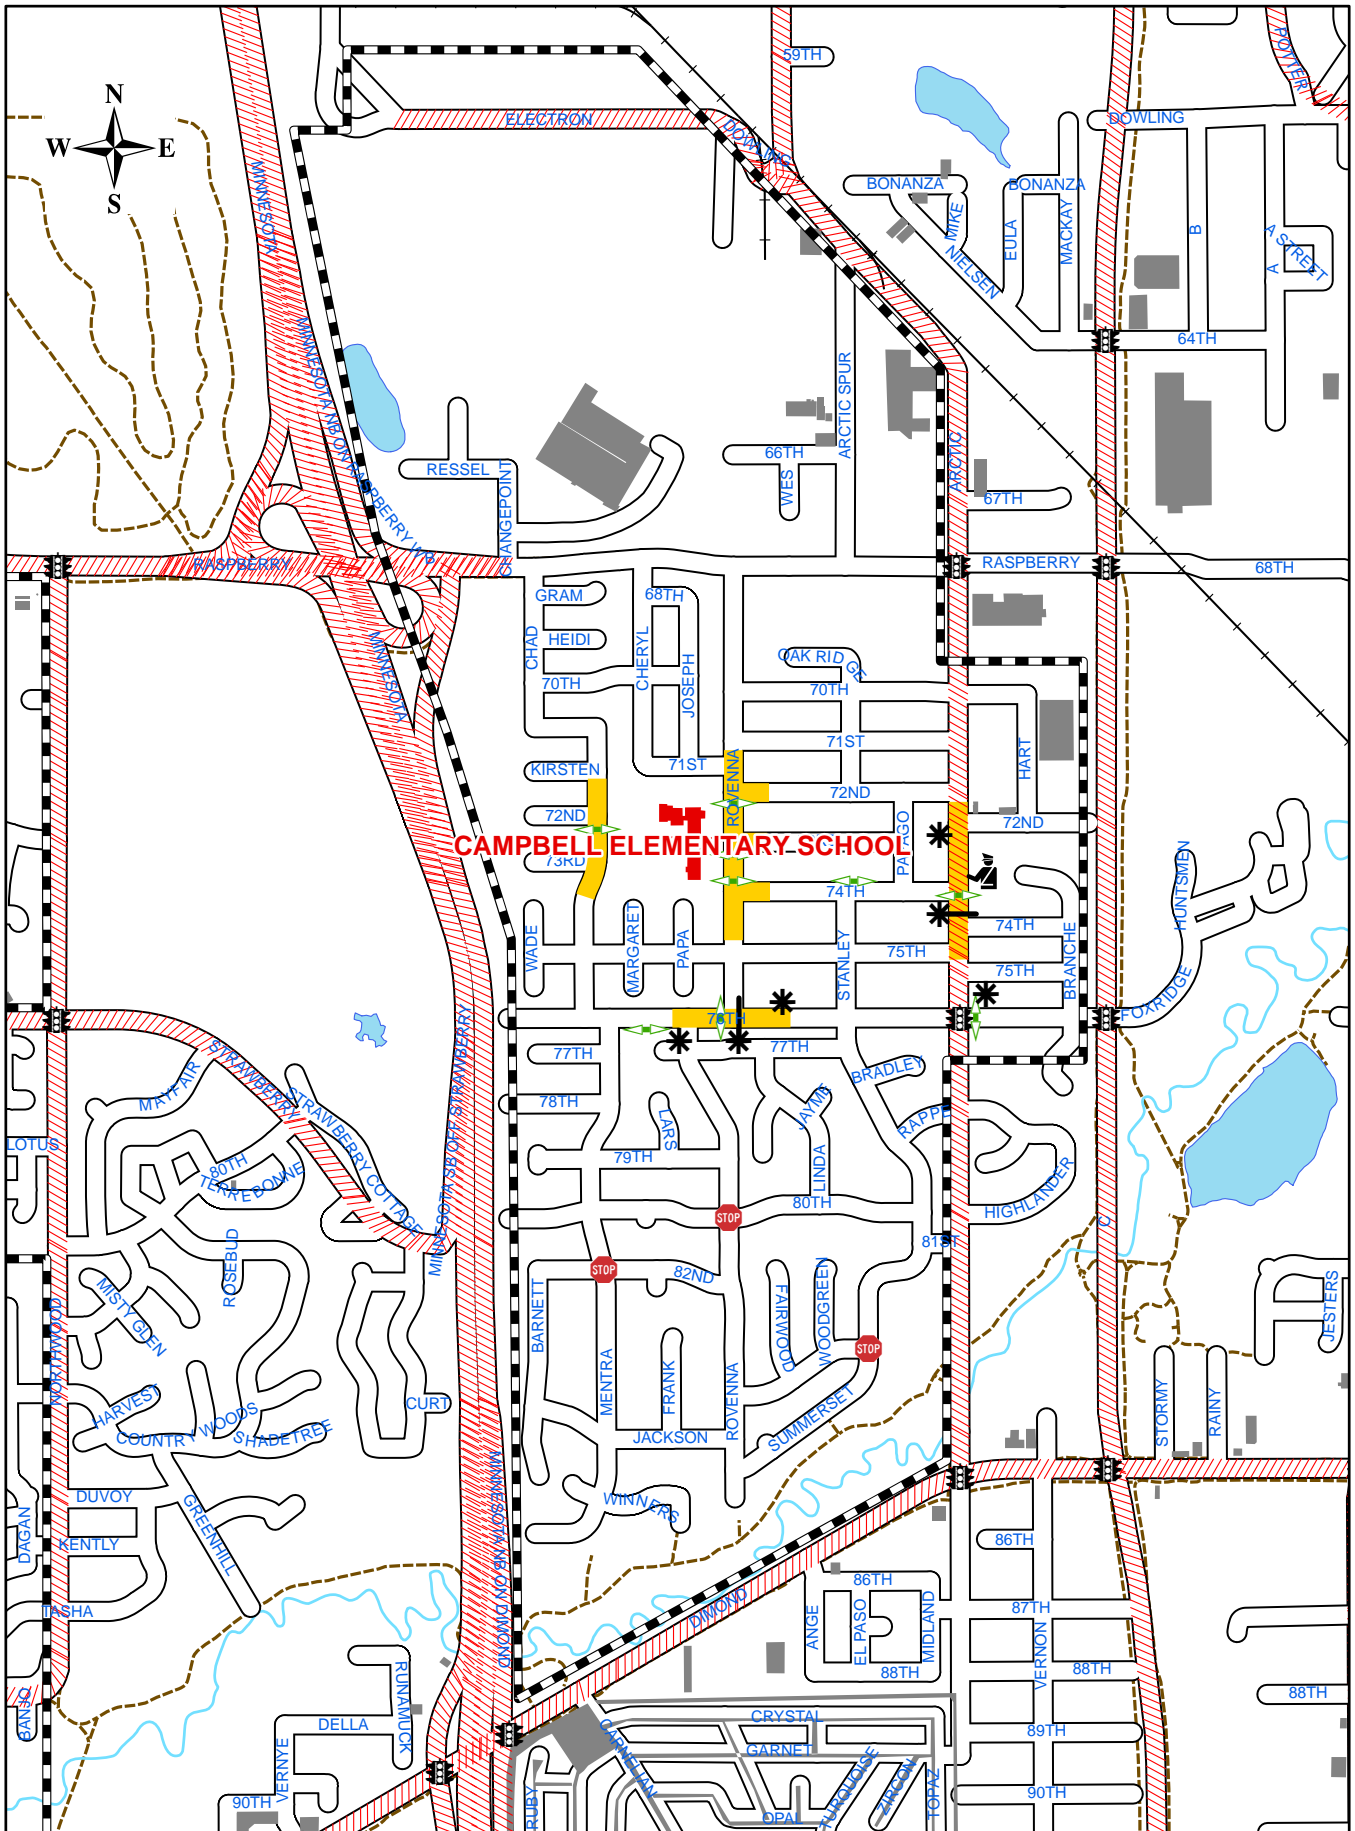 N
W E
S
59TH
POTTER
ELECTRON
DOWLING
DOWLING
MINNESOTA
BONANZA
BONANZA
MIKE
EULA
MACKAY
B
A STREET
A
NIELSEN
64TH
MINNESOTA NB ON RASPBERRY WB
ARCTIC SPUR
RESSEL
CHANGEPOINT
66TH
WES
ARCTIC
67TH
RASPBERRY
RASPBERRY
68TH
GRAM
68TH
HEIDI
CHAD
CHERYL
JOSEPH
OAK RIDGE
70TH
70TH
MINNESOTA
71ST
71ST
HART
KIRSTEN
ROVENNA
72ND
72ND
72ND
CAMPBELL ELEMENTARY SCHOOL
73RD
74TH
HUNTSMEN
WADE
MARGARET
PAPA
STANLEY
75TH
74TH
75TH
BRANCHE
FOXRIDGE
76TH
77TH
77TH
STRAWBERRY
MAYFAIR
STRAWBERRY COTTAGE
MINNESOTA SB OFF STRAWBERRY
BRADLEY
78TH
JAYME
RAPPE
LARS
LOTUS
80TH
TERREBONNE
79TH
LINDA
HIGHLANDER
80TH
STOP
C
ROSEBUD
81ST
STOP
82ND
MISTY GLEN
NORTHWOOD
BARNETT
FAIRWOOD
WOODGREEN
JESTERS
STOP
MENTRA
FRANK
ROVENNA
HARVEST
CURT
SUMMERSET
STORMY
RAINY
COUNTRY WOODS
SHADETREE
JACKSON
DUVOY
WINNERS
DAGAN
KENTLY
GREENHILL
MINNESOTA NB ON DIMOND
86TH
86TH
TASHA
DIMOND
ANGE
EL PASO
MIDLAND
87TH
VERNON
88TH
88TH
88TH
BANJO
RUNAMUCK
DELLA
VERNYE
CRYSTAL
89TH
CARNELIAN
GARNET
90TH
RUBY
OPAL
TURQUOISE
ZIRCON
TOPAZ
90TH